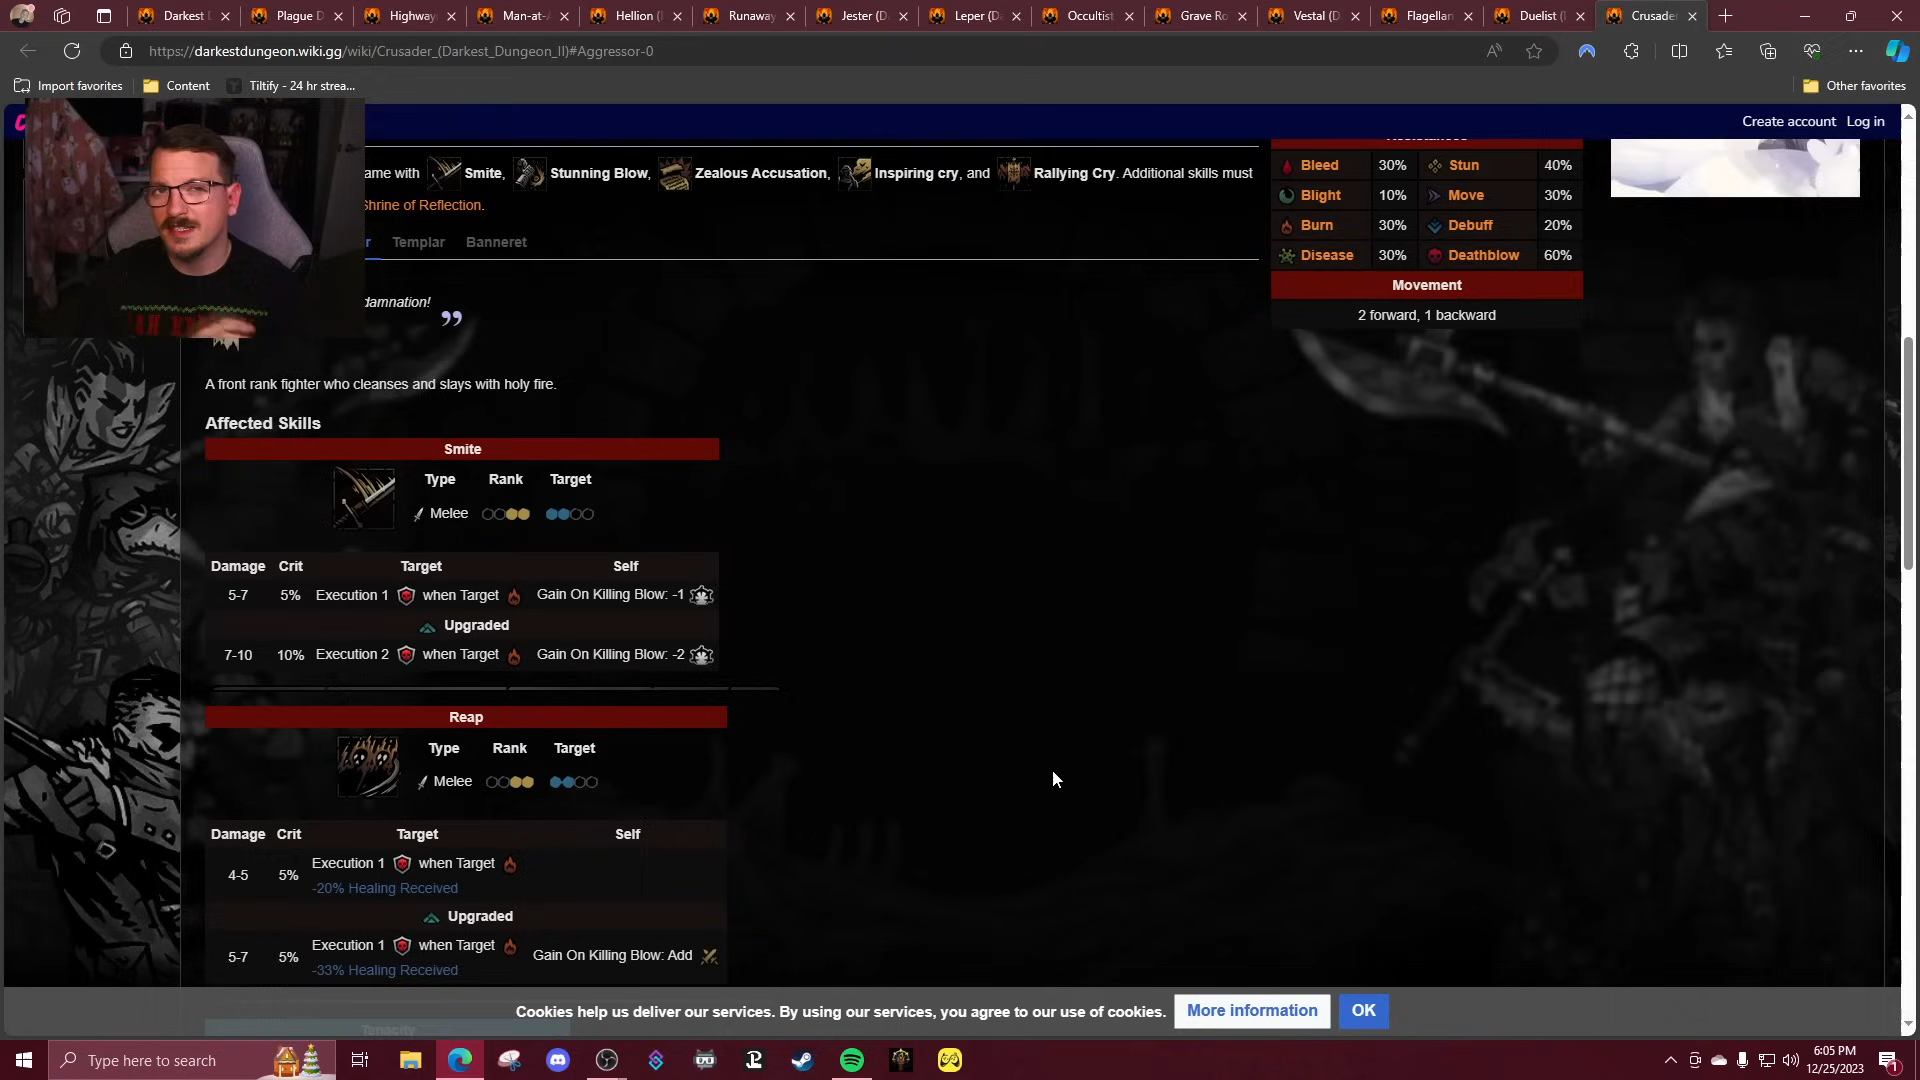 Darkest
Plague D
Highway
Man-at-
Hellion (
Runaway
Jester (D
Leper (D
Occultist
Grave Ro
Vestal (D
Flagellan
Duelist (
Crusader
https://darkestdungeon.wiki.gg/wiki/Crusader_(Darkest_Dungeon_II)#Aggressor-0
Import favorites
Content
Tiltify - 24 hr strea...
Other favorites
Create account Log in
ame with Smite, Stunning Blow, Zealous Accusation, Inspiring cry, and Rallying Cry. Additional skills must
Shrine of Reflection.
r Templar Banneret
damnation!
”
A front rank fighter who cleanses and slays with holy fire.
Affected Skills
Smite
Type Rank Target
Melee
Damage Crit Target Self
5-7 5% Execution 1 when Target Gain On Killing Blow: -1
Upgraded
7-10 10% Execution 2 when Target Gain On Killing Blow: -2
Reap
Type Rank Target
Melee
Damage Crit Target Self
4-5 5% Execution 1 when Target
-20% Healing Received
Upgraded
5-7 5% Execution 1 when Target Gain On Killing Blow: Add
-33% Healing Received
Tenacity
Resistances
Bleed 30% Stun 40%
Blight 10% Move 30%
Burn 30% Debuff 20%
Disease 30% Deathblow 60%
Movement
2 forward, 1 backward
Cookies help us deliver our services. By using our services, you agree to our use of cookies. More information OK
Type here to search
6:05 PM
12/25/2023
1